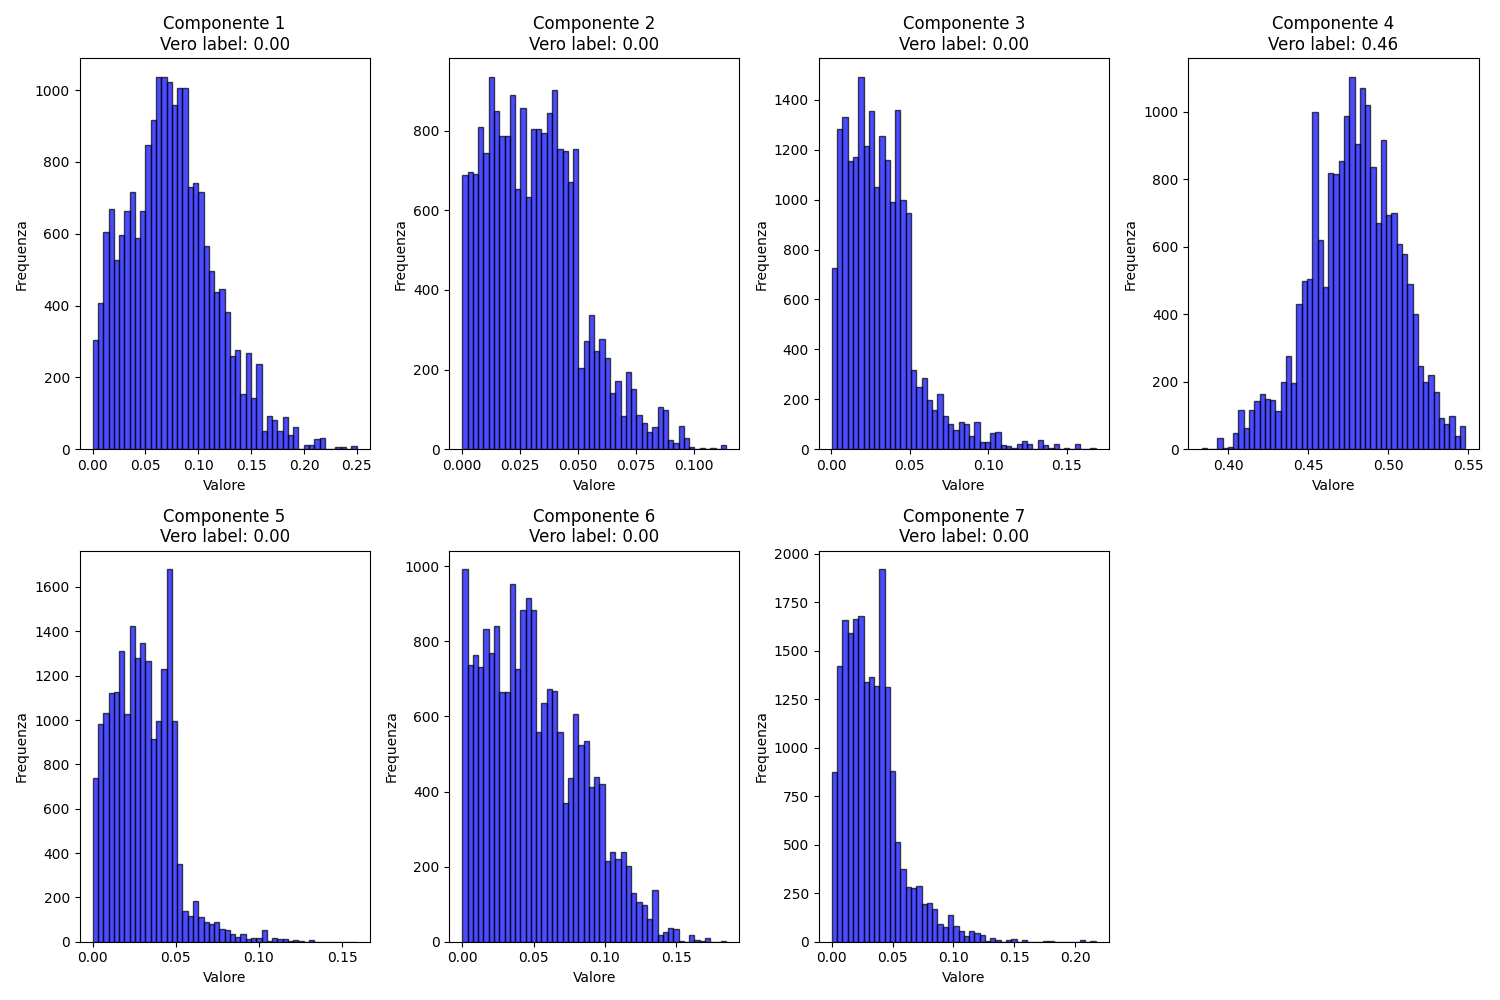 Componente 1
Vero label: 0.00
Componente 2
Vero label: 0.00
Componente 3
Vero label: 0.00
Componente 4
Vero label: 0.46
Frequenza
1000
800
600
400
200
0
0.00 0.05 0.10 0.15 0.20 0.25
Valore
Frequenza
800
600
400
200
0
0.000 0.025 0.050 0.075 0.100
Valore
Frequenza
1400
1200
1000
800
600
400
200
0
0.00 0.05 0.10 0.15
Valore
Frequenza
1000
800
600
400
200
0
0.40 0.45 0.50 0.55
Valore
Componente 5
Vero label: 0.00
Componente 6
Vero label: 0.00
Componente 7
Vero label: 0.00
Frequenza
1600
1400
1200
1000
800
600
400
200
0
0.00 0.05 0.10 0.15
Valore
Frequenza
1000
800
600
400
200
0
0.00 0.05 0.10 0.15
Valore
Frequenza
2000
1750
1500
1250
1000
750
500
250
0
0.00 0.05 0.10 0.15 0.20
Valore